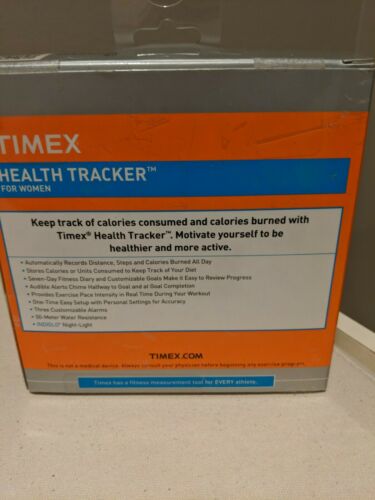 TIMEX
HEALTH TRACKER™
FOR WOMEN
Keep track of calories consumed and calories burned with
Timex® Health Tracker™. Motivate yourself to be
healthier and more active.
• Automatically Records Distance, Steps and Calories Burned All Day
• Stores Calories or Units Consumed to Keep Track of Your Diet
• Seven-Day Fitness Diary and Customizable Goals Make it Easy to Review Progress
• Audible Alerts Chime Halfway to Goal and at Goal Completion
• Provides Exercise Pace Intensity in Real Time During Your Workout
• One-Time Easy Setup with Personal Settings for Accuracy
• Three Customizable Alarms
• 50-Meter Water Resistance
• INDIGLO® Night-Light
TIMEX.COM
This is not a medical device. Always consult your physician before beginning any exercise program.
Timex has a fitness measurement tool for EVERY athlete.